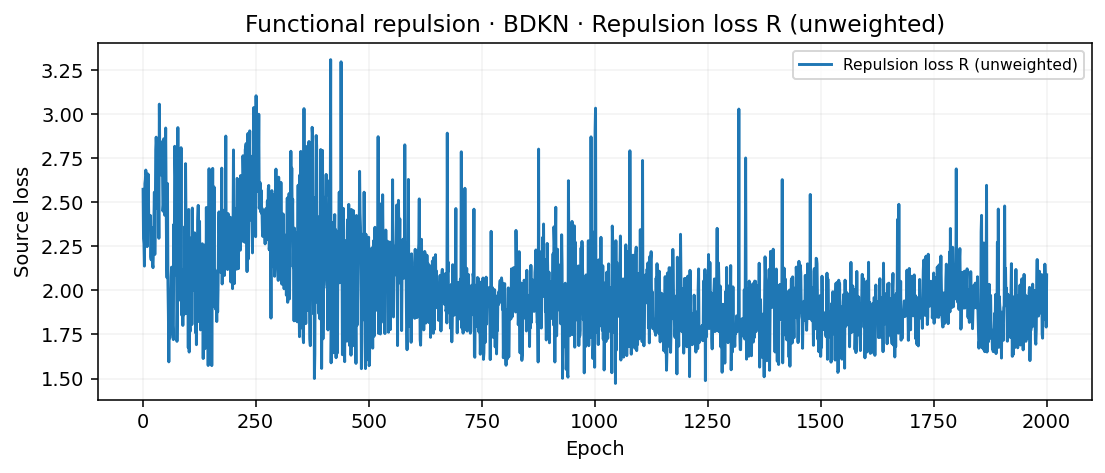 Functional repulsion · BDKN · Repulsion loss R (unweighted)
Repulsion loss R (unweighted)
Source loss
3.25
3.00
2.75
2.50
2.25
2.00
1.75
1.50
0 250 500 750 1000 1250 1500 1750 2000
Epoch